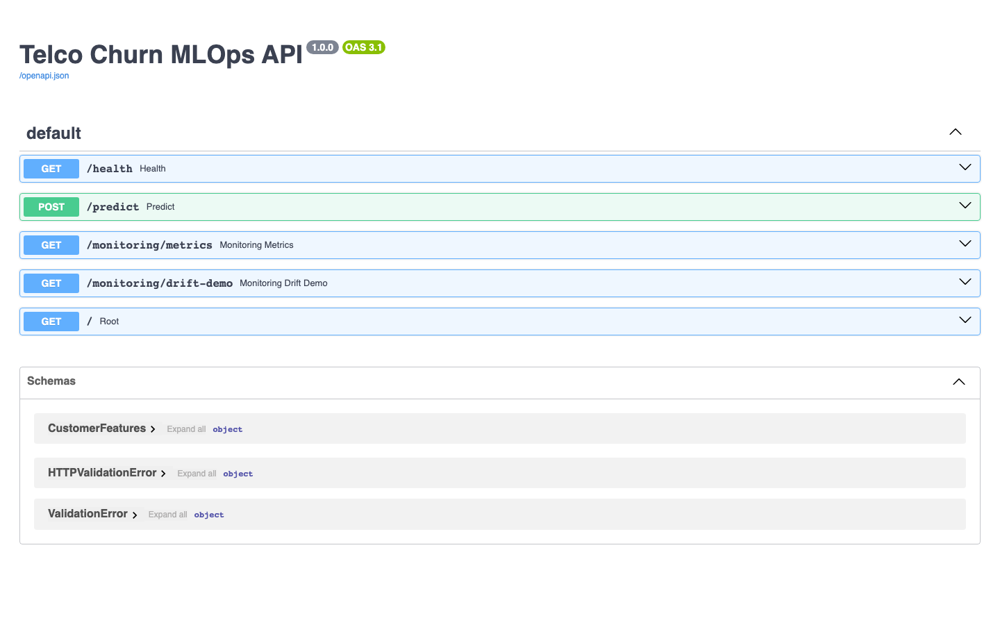 Telco Churn MLOps API 1.0.0 OAS 3.1
/openapi.json
default
GET /health Health
POST /predict Predict
GET /monitoring/metrics Monitoring Metrics
GET /monitoring/drift-demo Monitoring Drift Demo
GET / Root
Schemas
CustomerFeatures Expand all object
HTTPValidationError Expand all object
ValidationError Expand all object